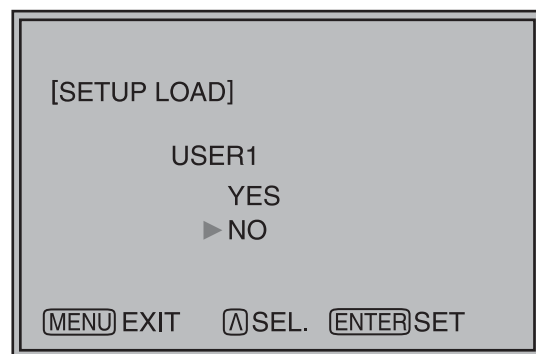 [SETUP LOAD]
USER1
YES
▶ NO
MENU EXIT ∧ SEL. ENTER SET